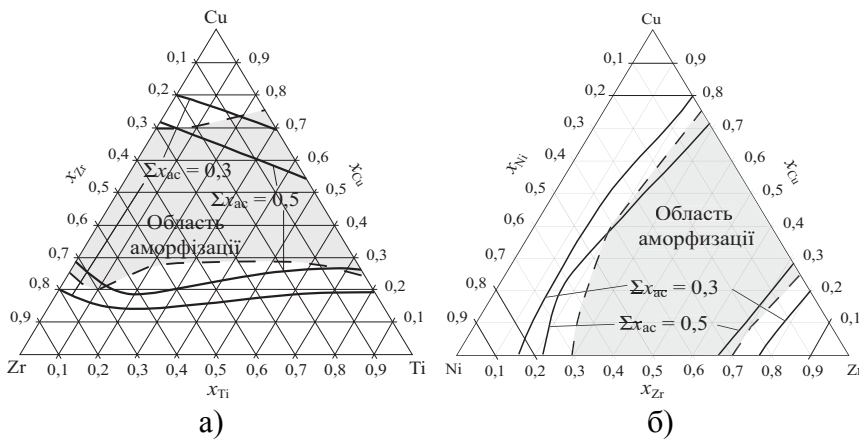 Cu
0,1 0,9
0,2 0,8
0,3 0,7
0,4 0,6
x_Zr Σx_ac = 0,3 x_Cu
0,5 Σx_ac = 0,5 0,5
0,6 Область 0,4
аморфізації
0,7 0,3
0,8 0,2
0,9 0,1
Zr 0,1 0,2 0,3 0,4 0,5 0,6 0,7 0,8 0,9 Ti
x_Ti
а)
Cu
0,1 0,9
0,2 0,8
0,3 0,7
0,4 0,6
x_Ni x_Cu
0,5 0,5
0,6 Область 0,4
аморфизації
0,7 0,3
0,8 Σx_ac = 0,3 0,2
0,9 Σx_ac = 0,5 0,1
Ni 0,1 0,2 0,3 0,4 0,5 0,6 0,7 0,8 0,9 Zr
x_Zr
б)